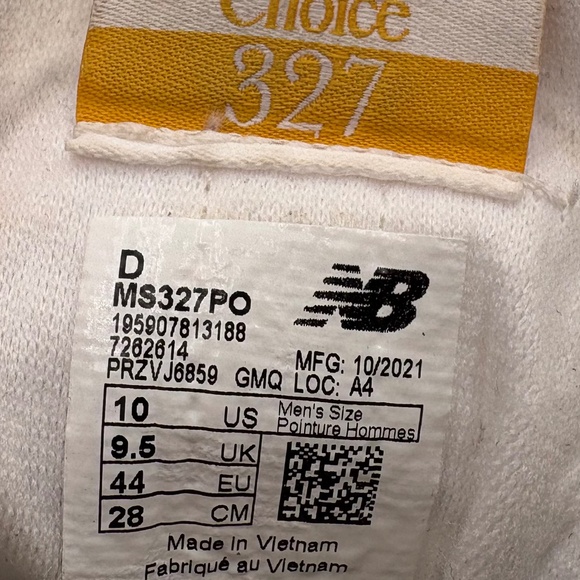 Choice
327
D
MS327PO
NB
195907813188
7262614
PRZVJ6859 GMQ
MFG: 10/2021
LOC: A4
10 US Men's Size
Pointure Hommes
9.5 UK
44 EU
28 CM
Made in Vietnam
Fabriqué au Vietnam